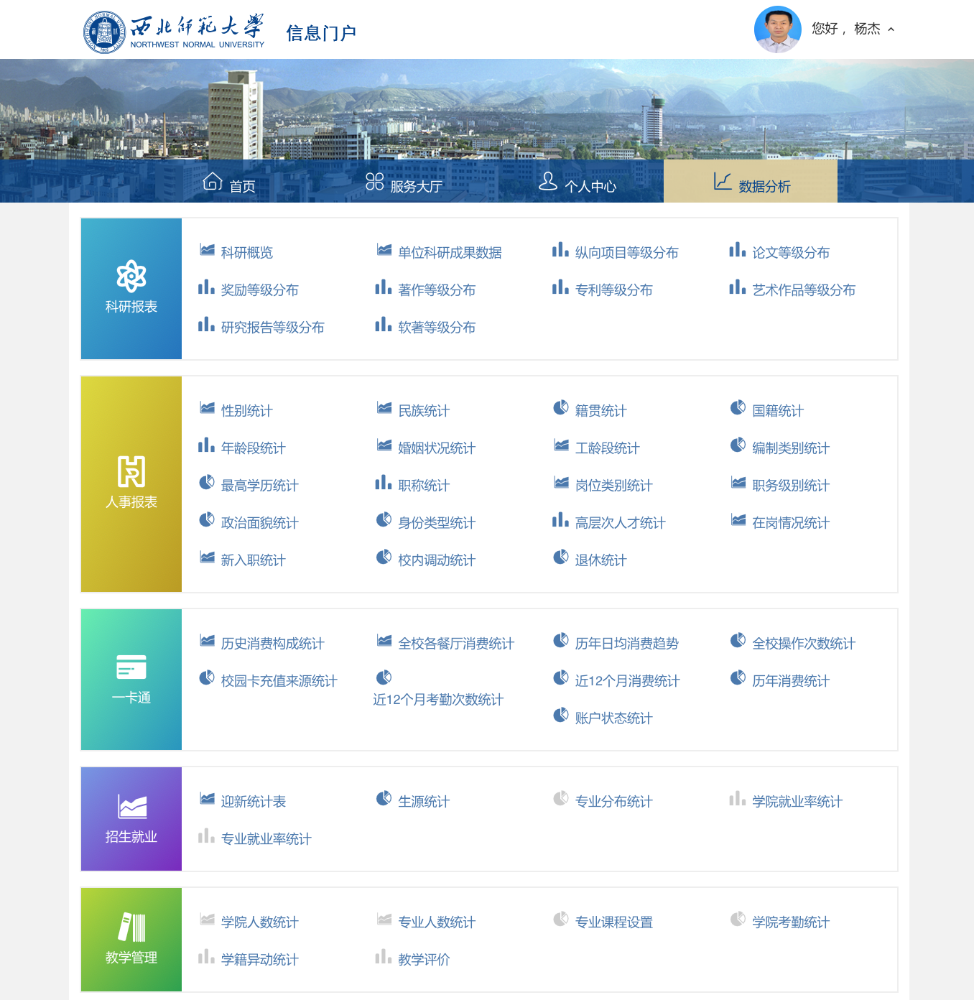 西北师范大学
NORTHWEST NORMAL UNIVERSITY
信息门户
您好，杨杰
首页
服务大厅
个人中心
数据分析
科研报表
科研概览
单位科研成果数据
纵向项目等级分布
论文等级分布
奖励等级分布
著作等级分布
专利等级分布
艺术作品等级分布
研究报告等级分布
软著等级分布
人事报表
性别统计
民族统计
籍贯统计
国籍统计
年龄段统计
婚姻状况统计
工龄段统计
编制类别统计
最高学历统计
职称统计
岗位类别统计
职务级别统计
政治面貌统计
身份类型统计
高层次人才统计
在岗情况统计
新入职统计
校内调动统计
退休统计
一卡通
历史消费构成统计
全校各餐厅消费统计
历年日均消费趋势
全校操作次数统计
校园卡充值来源统计
近12个月考勤次数统计
近12个月消费统计
历年消费统计
账户状态统计
招生就业
迎新统计表
生源统计
专业分布统计
学院就业率统计
专业就业率统计
教学管理
学院人数统计
专业人数统计
专业课程设置
学院考勤统计
学籍异动统计
教学评价